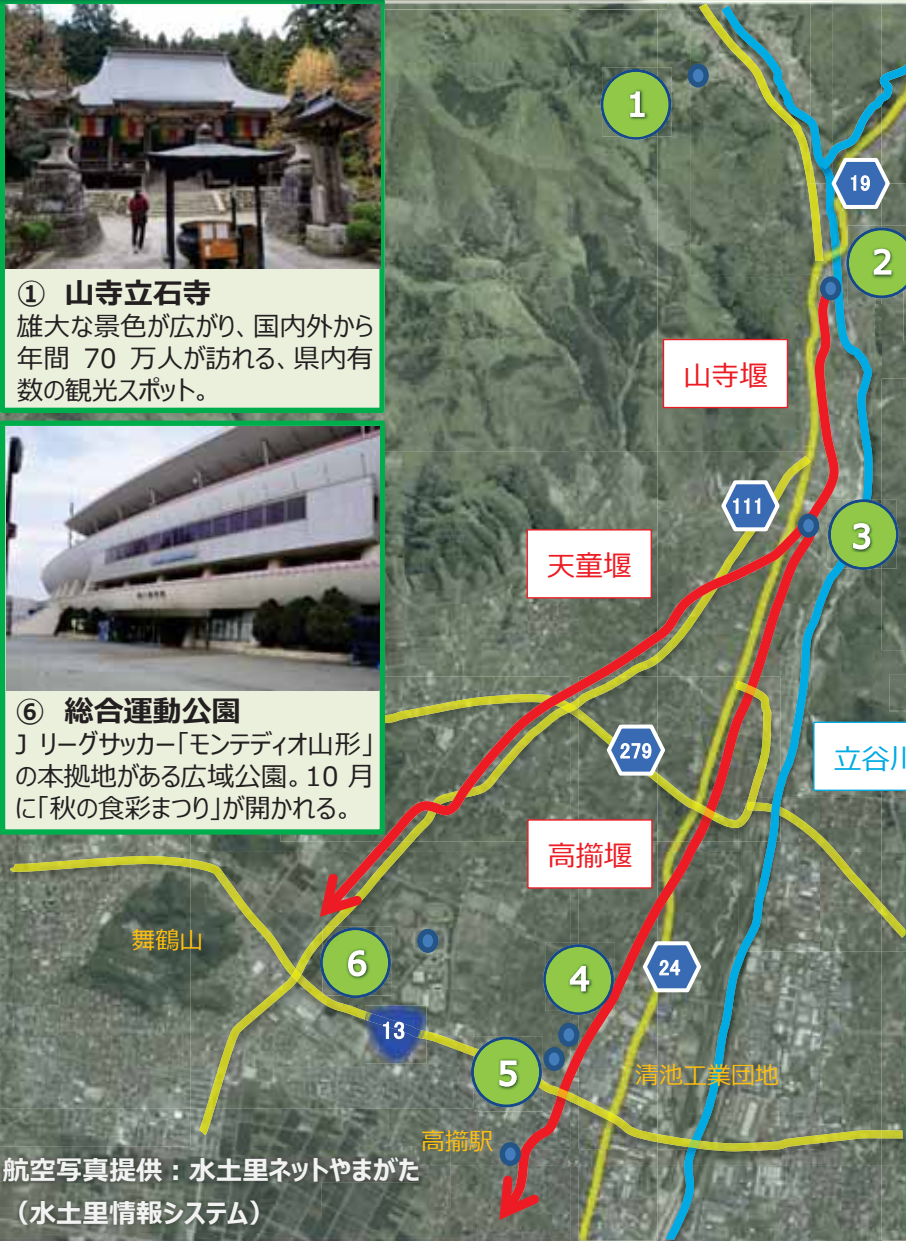 ① 山寺立石寺
雄大な景色が広がり、国内外から
年間 70 万人が訪れる、県内有
数の観光スポット。
⑥ 総合運動公園
J リーグサッカー「モンテディオ山形」
の本拠地がある広域公園。10 月
に「秋の食彩まつり」が開かれる。
1
19
2
山寺堰
111
3
天童堰
279
立谷川
高擶堰
舞鶴山
6
4
24
13
5
清池工業団地
高擶駅
航空写真提供：水土里ネットやまがた
（水土里情報システム）